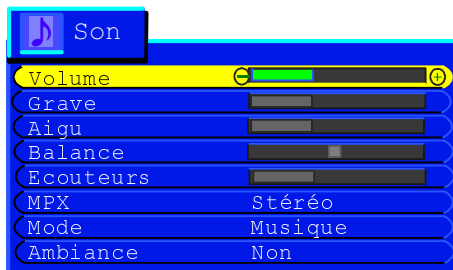 Son
Volume
Grave
Aigu
Balance
Ecouteurs
MPX Stéréo
Mode Musique
Ambiance Non